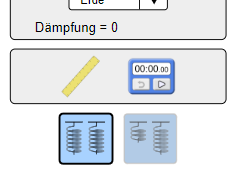 Erde
Dämpfung = 0
00:00.00